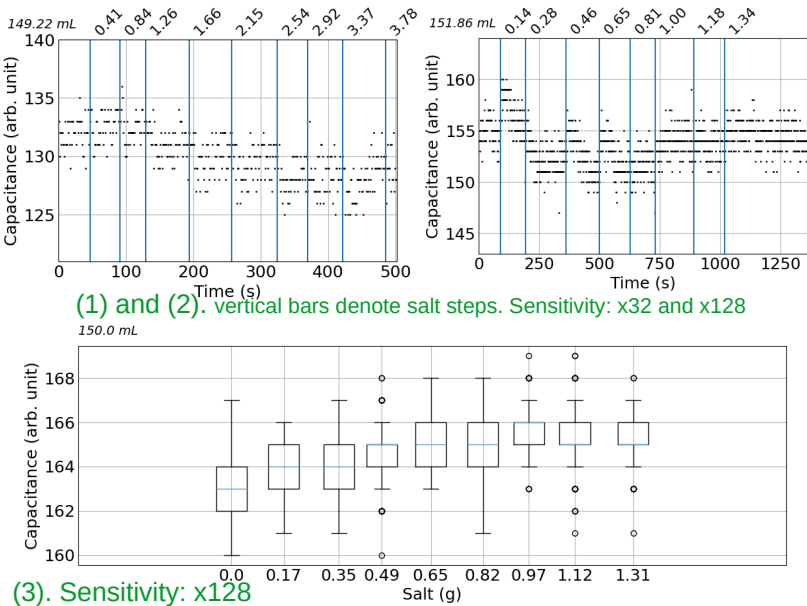 149.22 mL
0.41 0.84 1.26 1.66 2.15 2.54 2.92 3.37 3.78
Capacitance (arb. unit)
140
135
130
125
0 100 200 300 400 500
Time (s)
151.86 mL
0.14 0.28 0.46 0.65 0.81 1.00 1.18 1.34
Capacitance (arb. unit)
160
155
150
145
0 250 500 750 1000 1250
Time (s)
(1) and (2). vertical bars denote salt steps. Sensitivity: x32 and x128
150.0 mL
Capacitance (arb. unit)
168
166
164
162
160
0.0 0.17 0.35 0.49 0.65 0.82 0.97 1.12 1.31
Salt (g)
(3). Sensitivity: x128